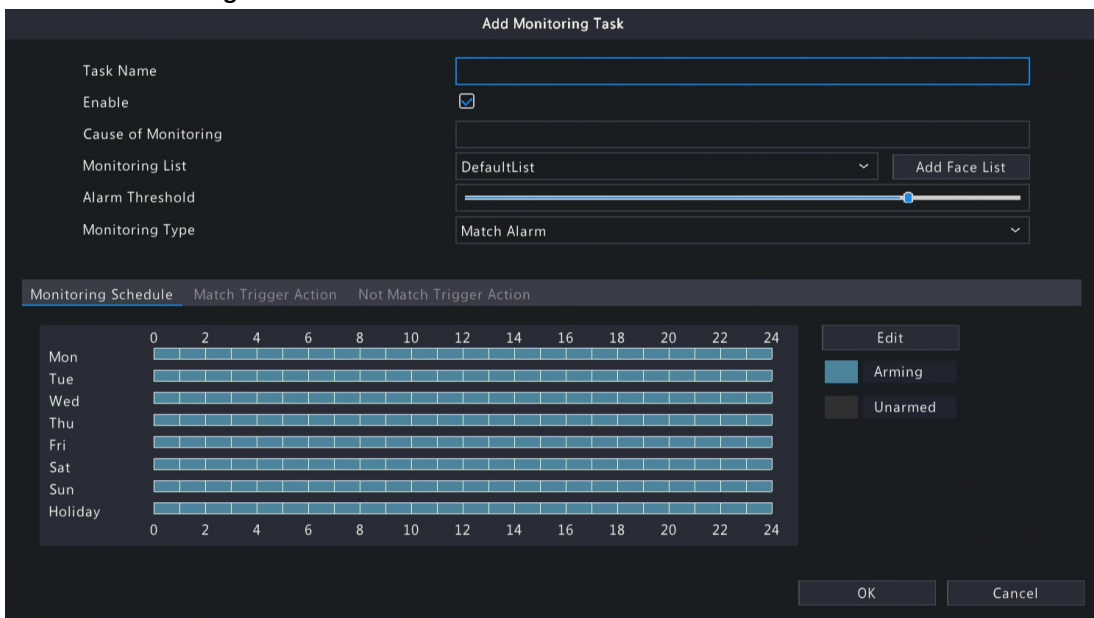 Add Monitoring Task
Task Name
Enable
Cause of Monitoring
Monitoring List DefaultList Add Face List
Alarm Threshold
Monitoring Type Match Alarm
Monitoring Schedule Match Trigger Action Not Match Trigger Action
0 2 4 6 8 10 12 14 16 18 20 22 24 Edit
Mon
Arming
Tue
Wed
Unarmed
Thu
Fri
Sat
Sun
Holiday
0 2 4 6 8 10 12 14 16 18 20 22 24
OK Cancel